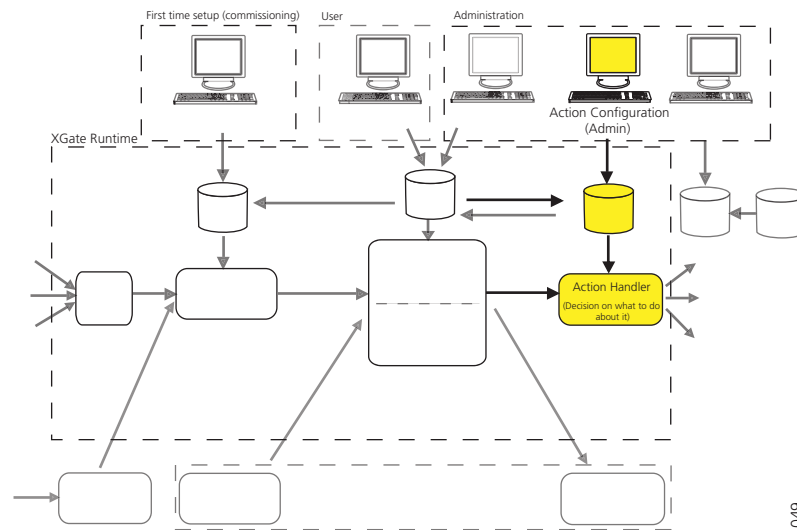 First time setup (commissioning)
User
Administration
Action Configuration
(Admin)
XGate Runtime
Action Handler
(Decision on what to do
about it)
049